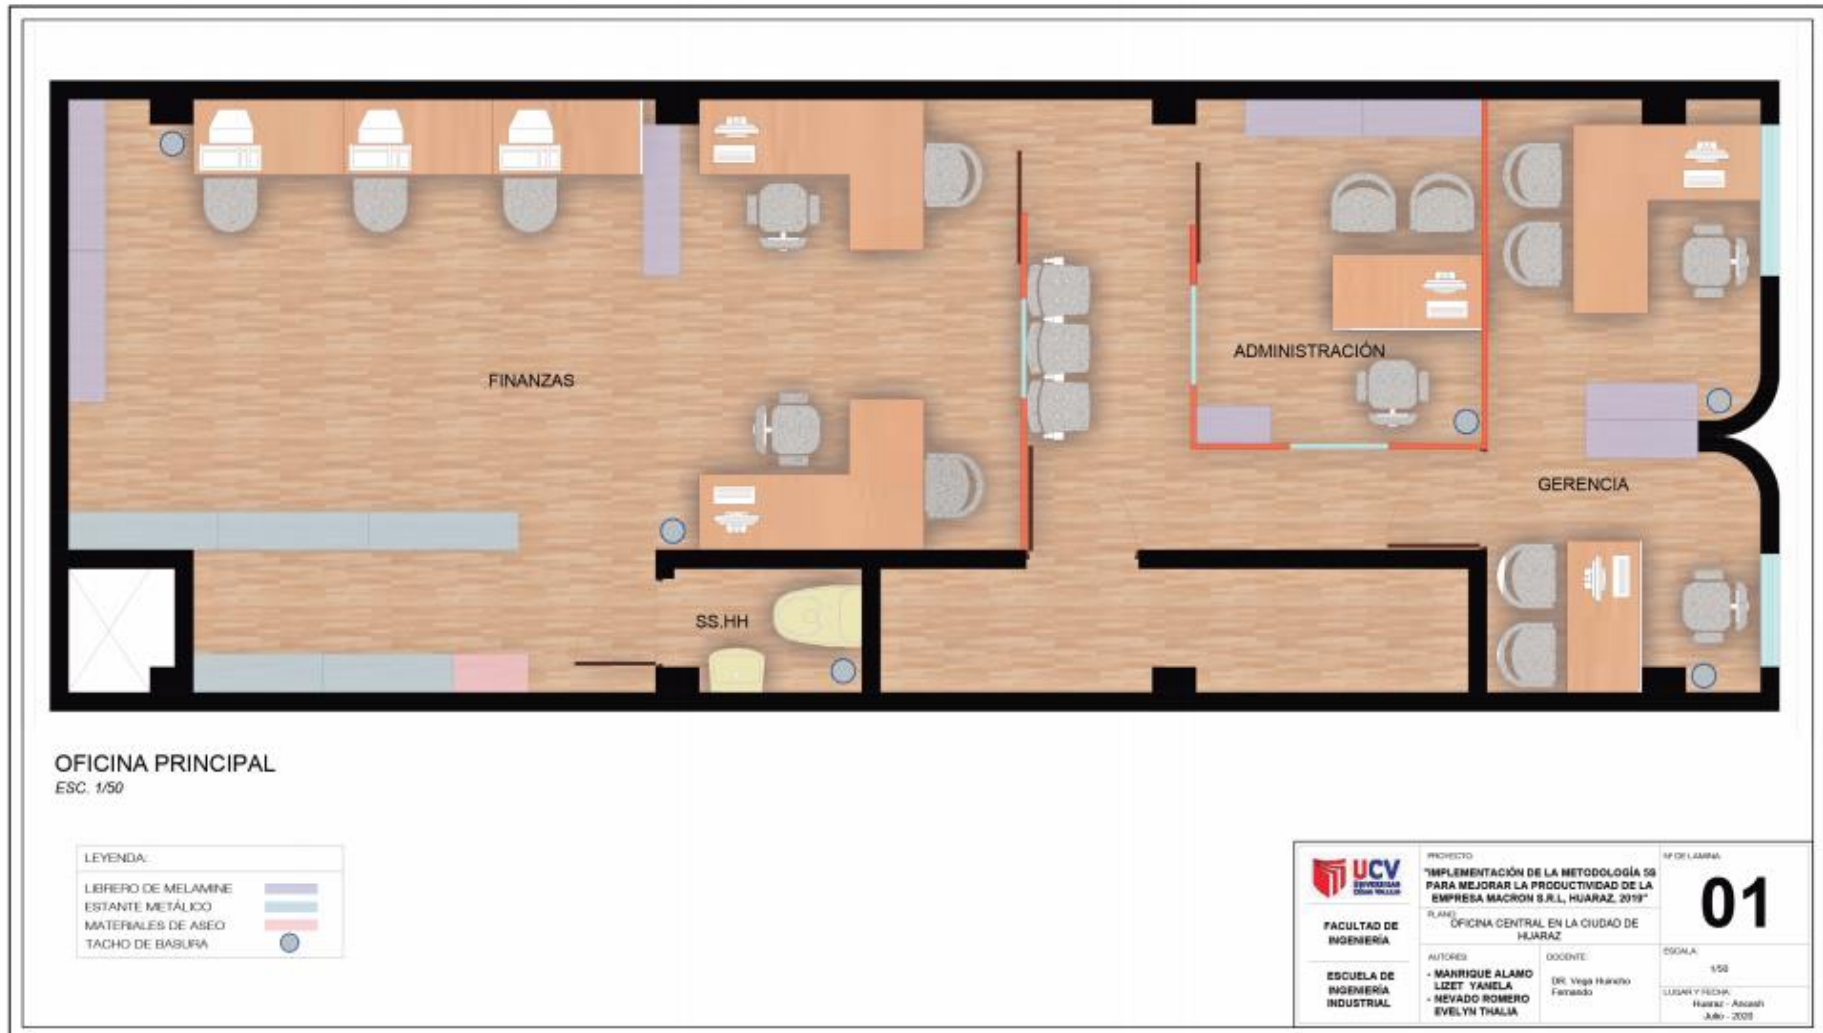 FINANZAS
ADMINISTRACIÓN
GERENCIA
SS.HH
OFICINA PRINCIPAL
ESC. 1/50
LEYENDA:
LIBRERO DE MELAMINE
ESTANTE METÁLICO
MATERIALES DE ASEO
TACHO DE BASURA
UCV
UNIVERSIDAD
CÉSAR VALLEJO
FACULTAD DE
INGENIERÍA
ESCUELA DE
INGENIERÍA
INDUSTRIAL
PROYECTO:
"IMPLEMENTACIÓN DE LA METODOLOGÍA 5S
PARA MEJORAR LA PRODUCTIVIDAD DE LA
EMPRESA MACRON S.R.L, HUARAZ, 2019"
PLANO:
OFICINA CENTRAL EN LA CIUDAD DE
HUARAZ
AUTORES:
- MANRIQUE ALAMO
LIZET YANELA
- NEVADO ROMERO
EVELYN THALIA
DOCENTE:
DR. Vega Huincho
Fernando
Nº DE LAMINA:
01
ESCALA:
1/50
LUGAR Y FECHA:
Huaraz - Ancash
Julio - 2020